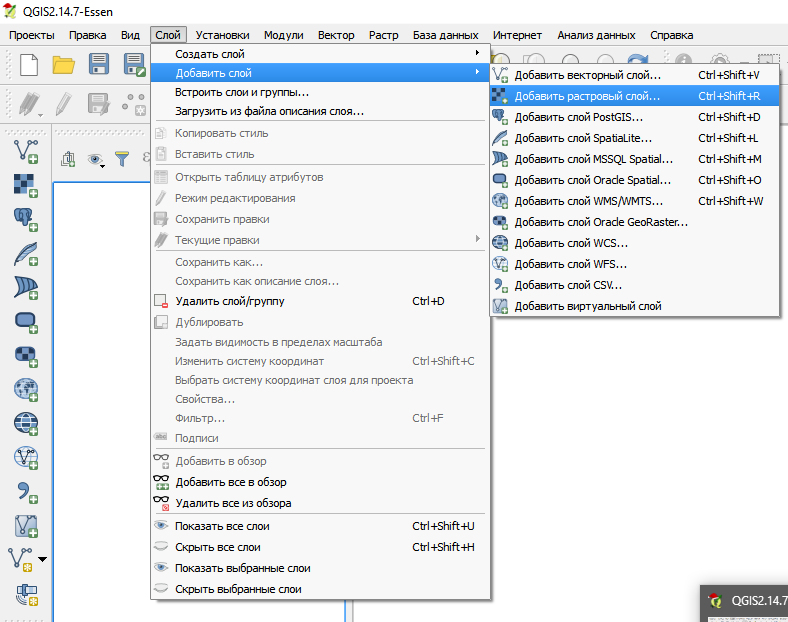 QGIS2.14.7-Essen
Проекты Правка Вид Слой Установки Модули Вектор Растр База данных Интернет Анализ данных Справка
Создать слой
Добавить слой
Встроить слои и группы...
Загрузить из файла описания слоя...
Копировать стиль
Вставить стиль
Открыть таблицу атрибутов
Режим редактирования
Сохранить правки
Текущие правки
Сохранить как...
Сохранить как описание слоя...
Удалить слой/группу Ctrl+D
Дублировать
Задать видимость в пределах масштаба
Изменить систему координат Ctrl+Shift+C
Выбрать систему координат слоя для проекта
Свойства...
Фильтр... Ctrl+F
abc Подписи
Добавить в обзор
Добавить все в обзор
Удалить все из обзора
Показать все слои Ctrl+Shift+U
Скрыть все слои Ctrl+Shift+H
Показать выбранные слои
Скрыть выбранные слои
Добавить векторный слой... Ctrl+Shift+V
Добавить растровый слой... Ctrl+Shift+R
Добавить слой PostGIS... Ctrl+Shift+D
Добавить слой SpatiaLite... Ctrl+Shift+L
Добавить слой MSSQL Spatial... Ctrl+Shift+M
Добавить слой Oracle Spatial... Ctrl+Shift+O
Добавить слой WMS/WMTS... Ctrl+Shift+W
Добавить слой Oracle GeoRaster...
Добавить слой WCS...
Добавить слой WFS...
Добавить слой CSV...
Добавить виртуальный слой
QGIS2.14.7